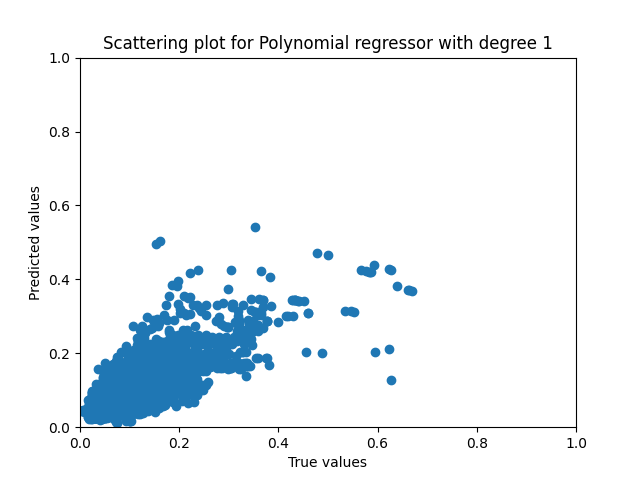 Scattering plot for Polynomial regressor with degree 1
1.0
0.8
0.6
0.4
0.2
0.0
Predicted values
0.0 0.2 0.4 0.6 0.8 1.0
True values